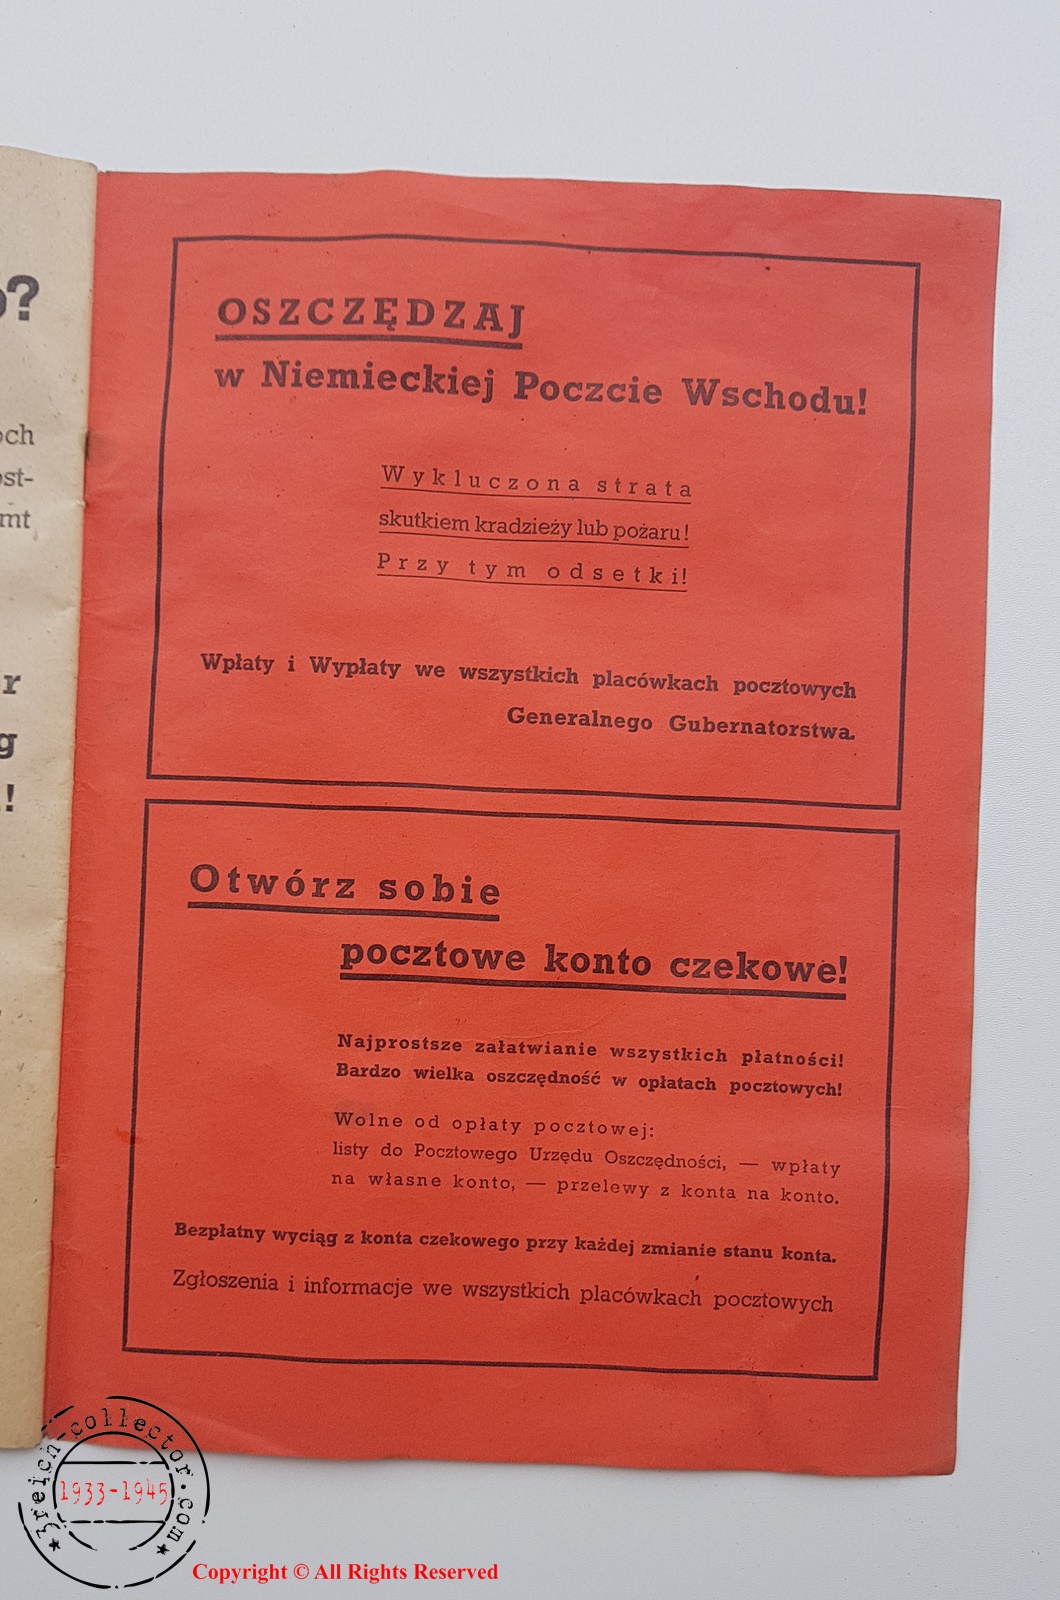 ?
och
ost-
mt
r
g
!
OSZCZĘDZAJ
w Niemieckiej Poczcie Wschodu!
Wykluczona strata
skutkiem kradzieży lub pożaru!
Przy tym odsetki!
Wpłaty i Wypłaty we wszystkich placówkach pocztowych
Generalnego Gubernatorstwa.
Otwórz sobie
pocztowe konto czekowe!
Najprostsze załatwianie wszystkich płatności!
Bardzo wielka oszczędność w opłatach pocztowych!
Wolne od opłaty pocztowej:
listy do Pocztowego Urzędu Oszczędności, — wpłaty
na własne konto, — przelewy z konta na konto.
Bezpłatny wyciąg z konta czekowego przy każdej zmianie stanu konta.
Zgłoszenia i informacje we wszystkich placówkach pocztowych
3reich-collector.com
1933-1945
Copyright © All Rights Reserved